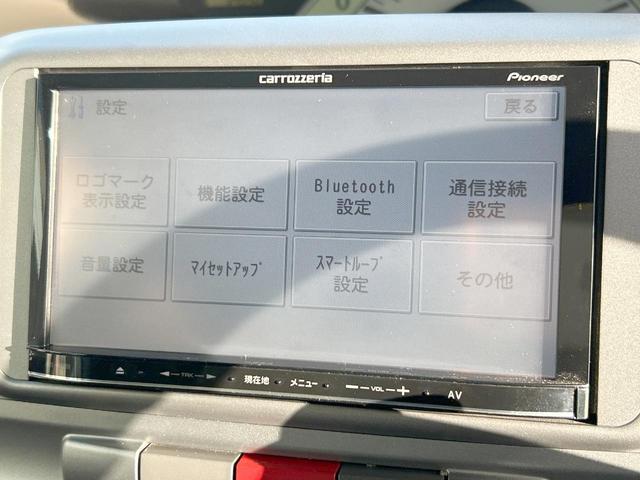 carrozzeria
Pioneer
設定
戻る
ロゴマーク
表示設定
機能設定
Bluetooth
設定
通信接続
設定
音量設定
ﾏｲｾｯﾄｱｯﾌﾟ
ｽﾏｰﾄﾙｰﾌﾟ
設定
その他
TRK
現在地
メニュー
VOL
AV